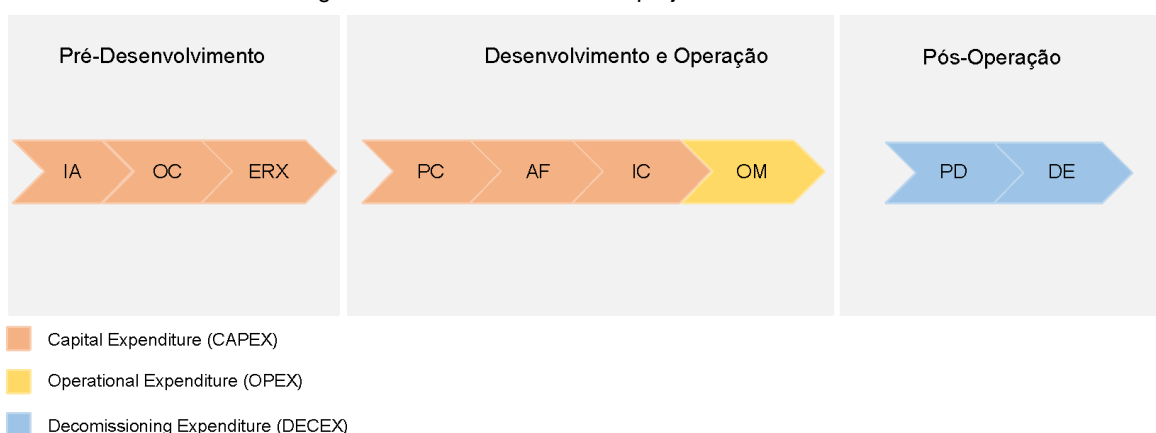 Pré-Desenvolvimento
Desenvolvimento e Operação
Pós-Operação
IA
OC
ERX
PC
AF
IC
OM
PD
DE
Capital Expenditure (CAPEX)
Operational Expenditure (OPEX)
Decomissioning Expenditure (DECEX)